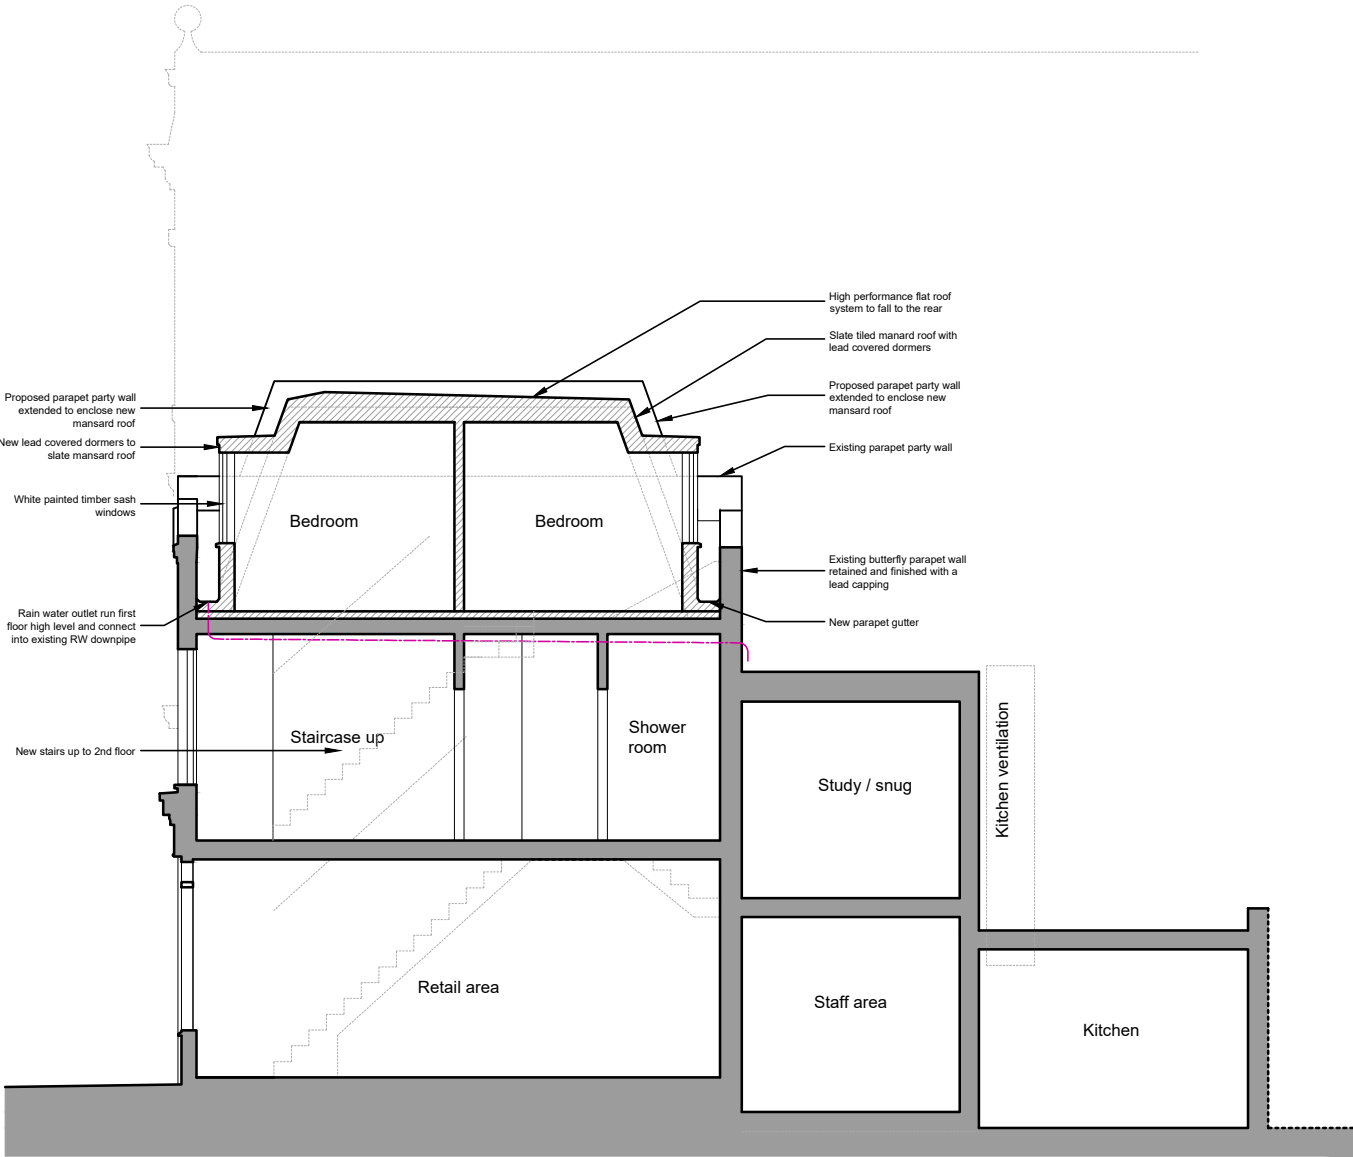 High performance flat roof
system to fall to the rear
Slate tiled manard roof with
lead covered dormers
Proposed parapet party wall
extended to enclose new
mansard roof
Proposed parapet party wall
extended to enclose new
mansard roof
New lead covered dormers to
slate mansard roof
Existing parapet party wall
White painted timber sash
windows
Bedroom
Bedroom
Existing butterfly parapet wall
retained and finished with a
lead capping
Rain water outlet run first
floor high level and connect
into existing RW downpipe
New parapet gutter
New stairs up to 2nd floor
Staircase up
Shower
room
Study / snug
Kitchen ventilation
Retail area
Staff area
Kitchen